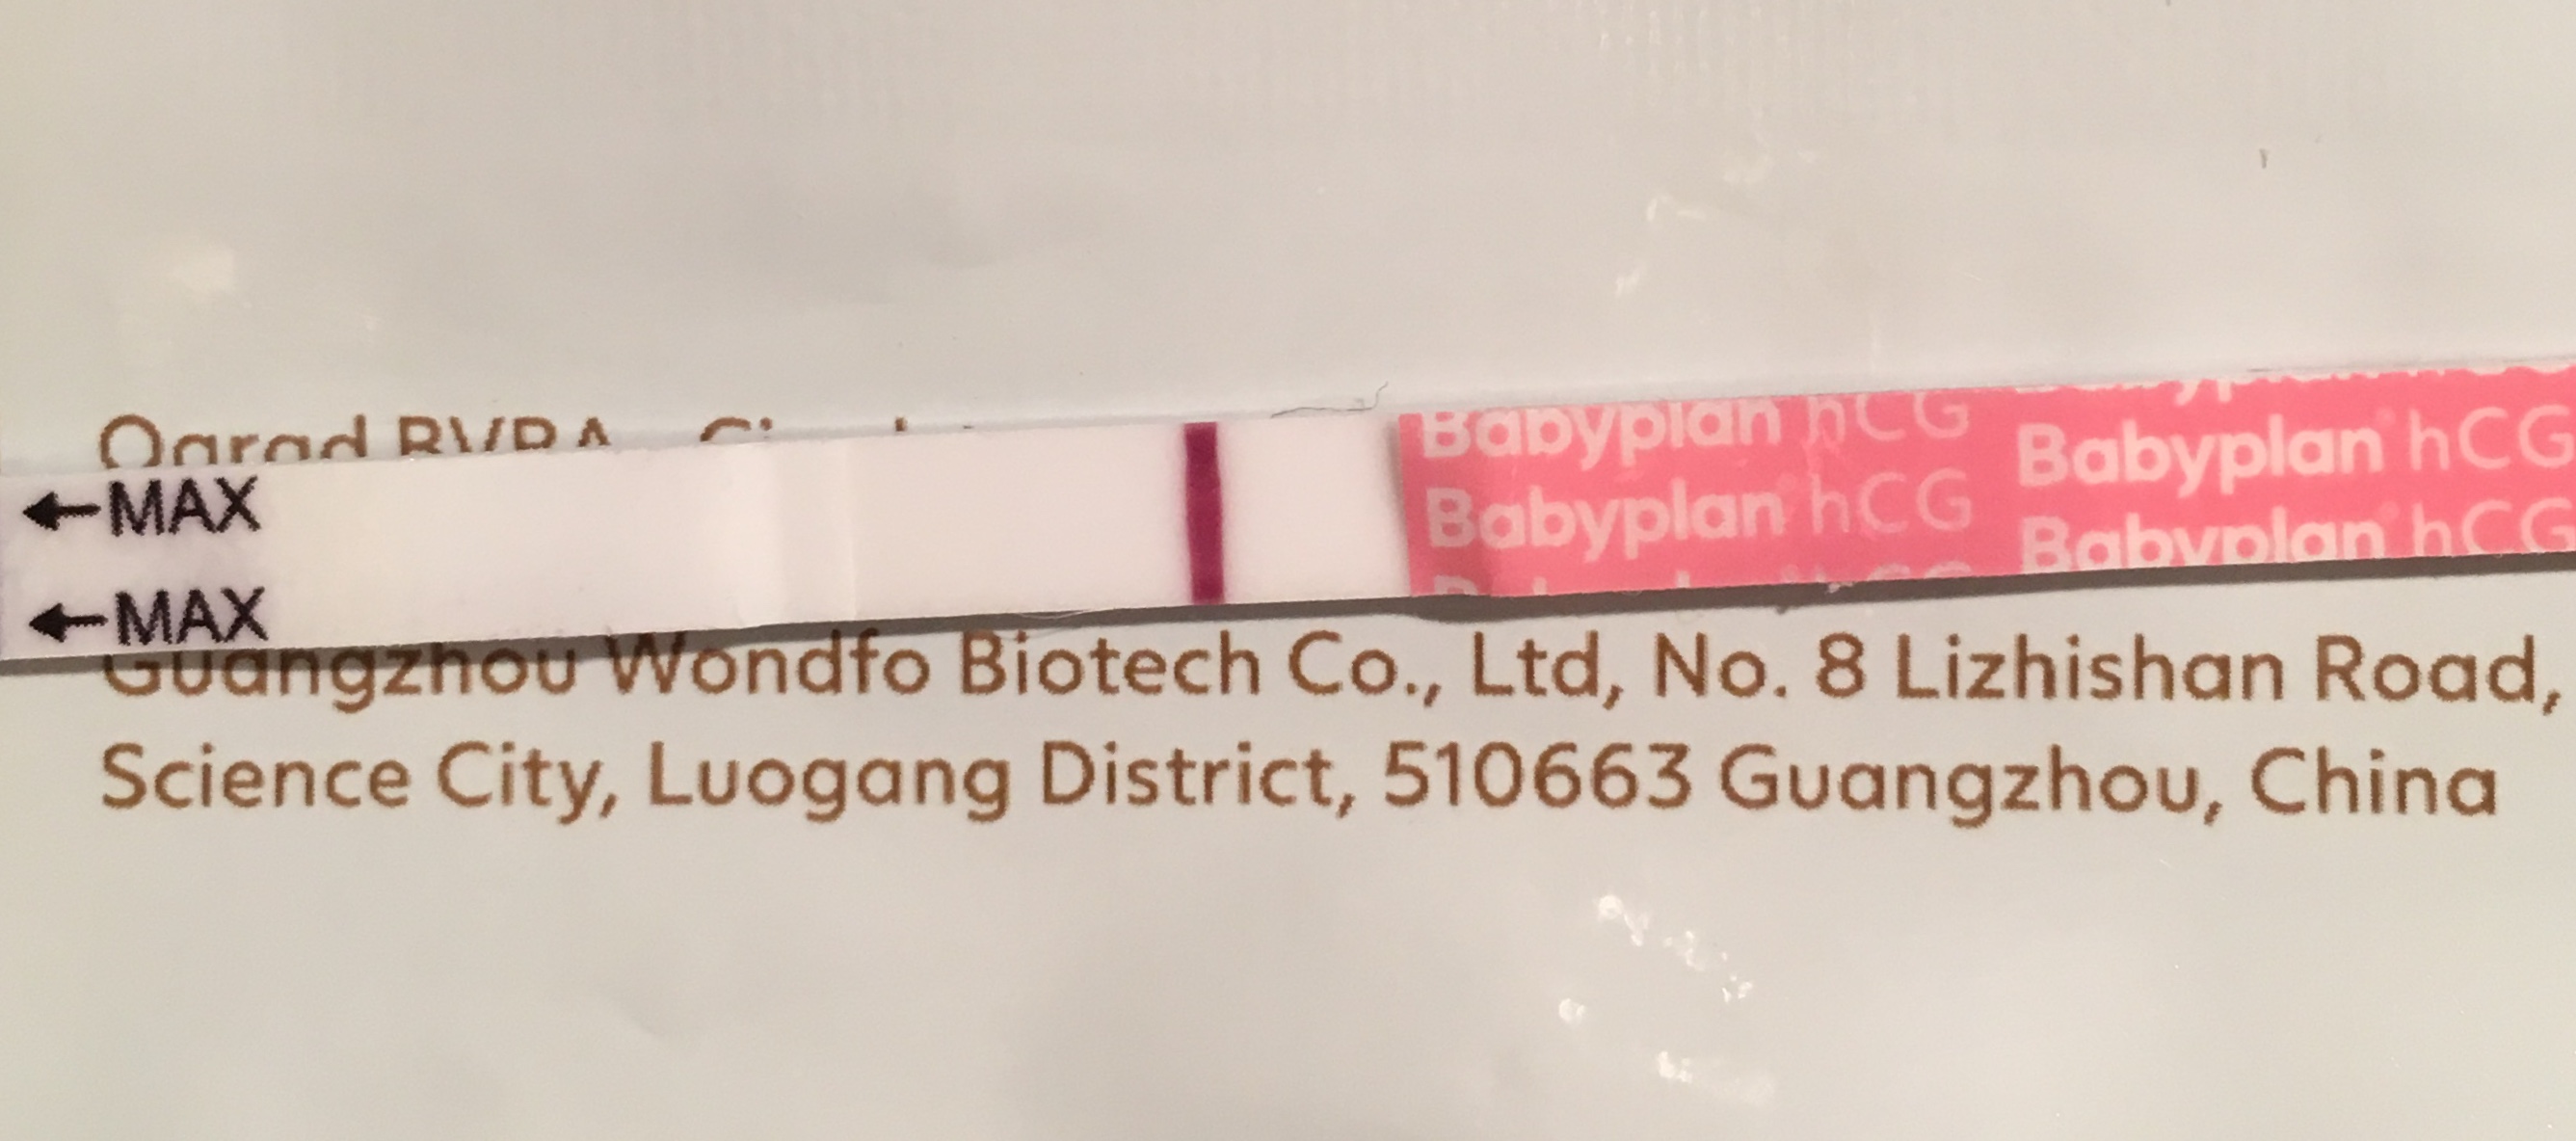 ←MAX
←MAX
Babyplan hCG
Babyplan hCG
Babyplan hCG
Babyplan hCG
Guangzhou Wondfo Biotech Co., Ltd, No. 8 Lizhishan Road,
Science City, Luogang District, 510663 Guangzhou, China